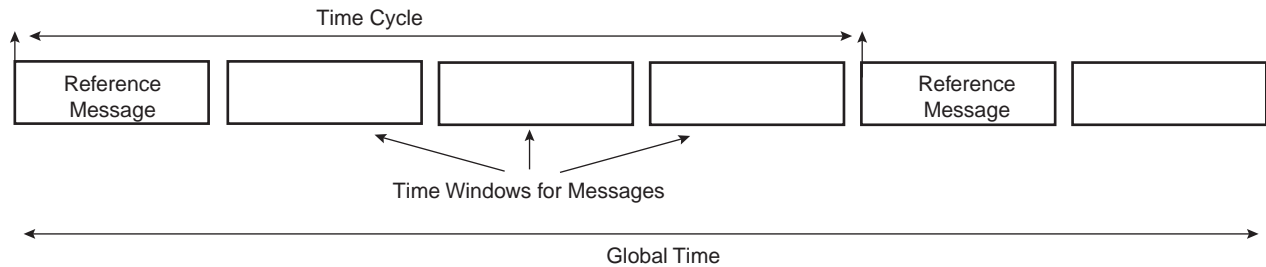 Time Cycle
Reference
Message
Reference
Message
Time Windows for Messages
Global Time